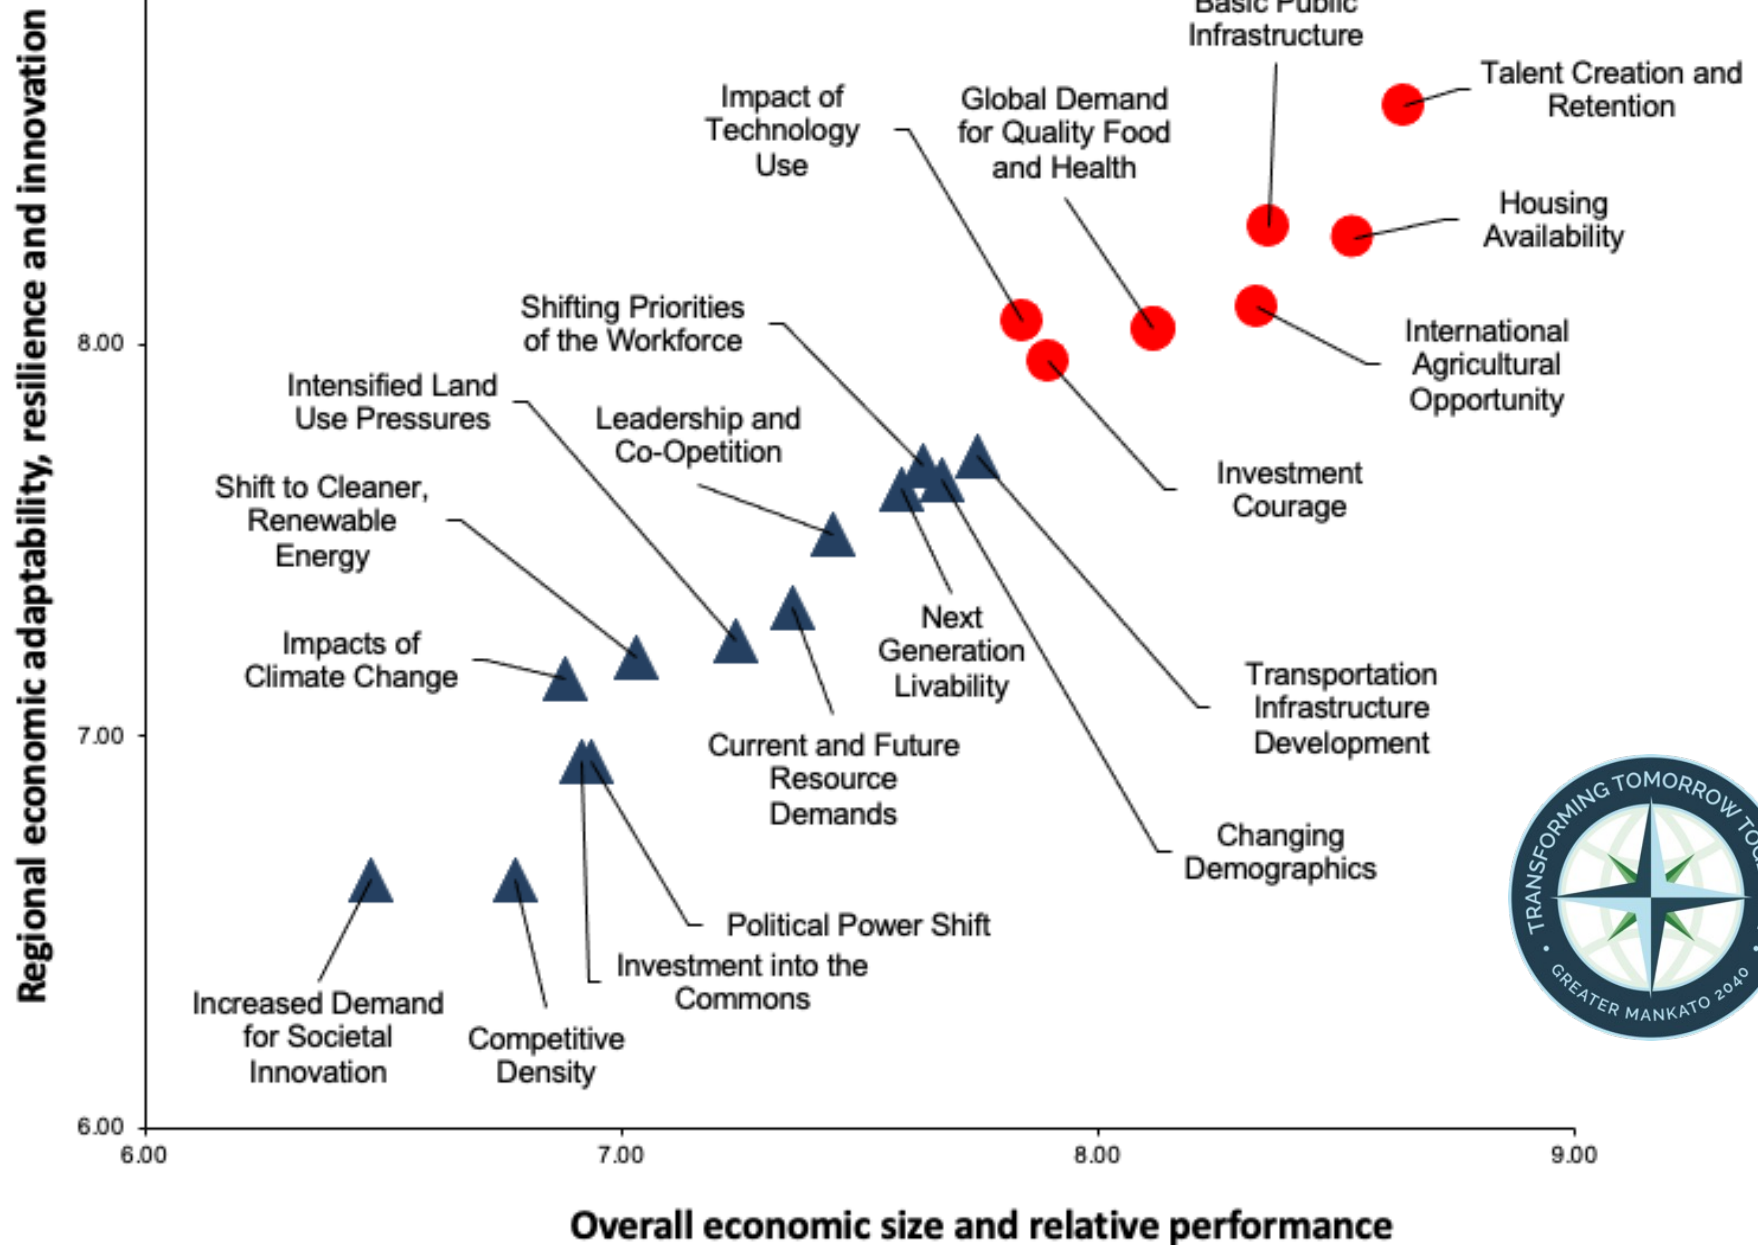 Regional economic adaptability, resilience and innovation
Basic Public
Infrastructure
Talent Creation and
Retention
Impact of
Technology
Use
Global Demand
for Quality Food
and Health
Housing
Availability
Shifting Priorities
of the Workforce
International
Agricultural
Opportunity
8.00
Intensified Land
Use Pressures
Leadership and
Co-Opetition
Investment
Courage
Shift to Cleaner,
Renewable
Energy
Next
Generation
Livability
Impacts of
Climate Change
Transportation
Infrastructure
Development
7.00
Current and Future
Resource
Demands
Changing
Demographics
Political Power Shift
Investment into the
Commons
Increased Demand
for Societal
Innovation
Competitive
Density
TRANSFORMING TOMORROW
• GREATER MANKATO 2040 •
6.00
6.00
7.00
8.00
9.00
Overall economic size and relative performance